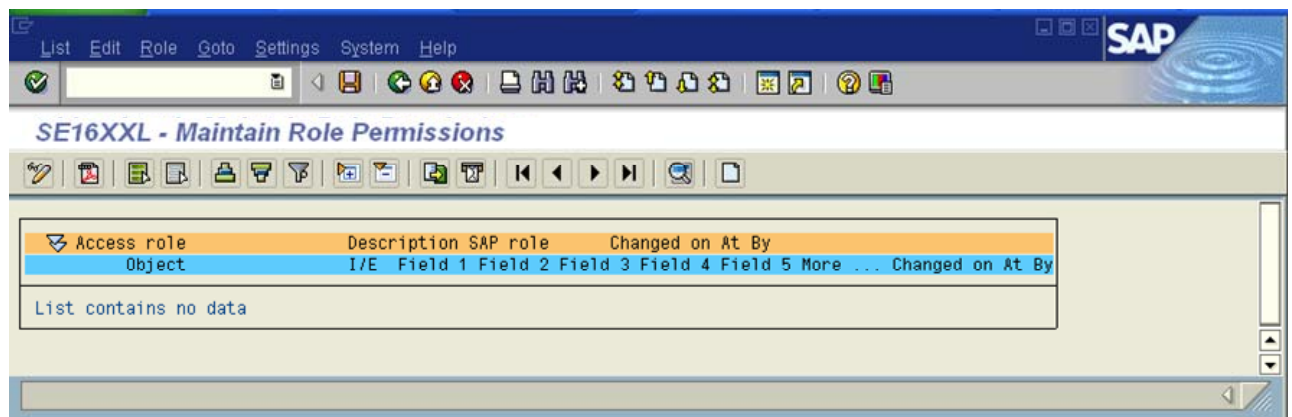 List Edit Role Goto Settings System Help
SAP
SE16XXL - Maintain Role Permissions
Access role Description SAP role Changed on At By
Object I/E Field 1 Field 2 Field 3 Field 4 Field 5 More ... Changed on At By
List contains no data